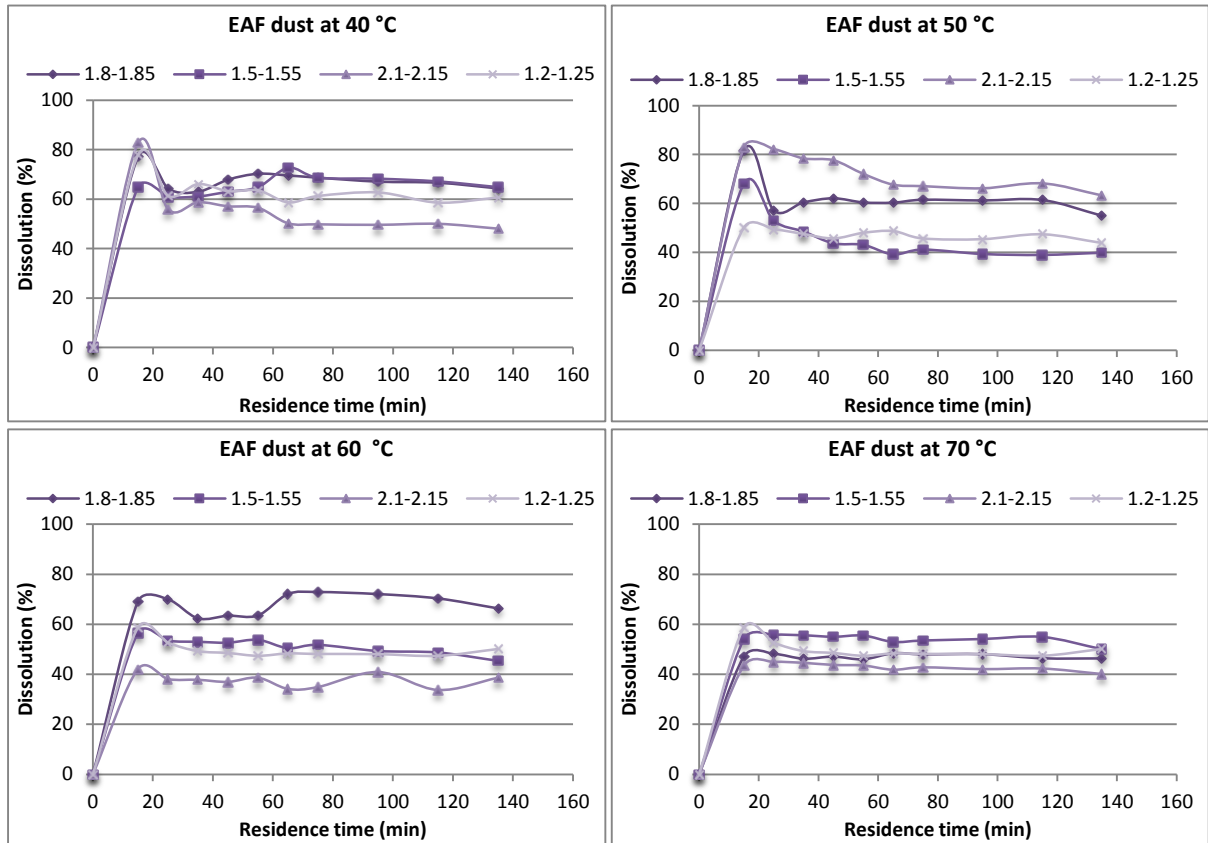 EAF dust at 40 °C
1.8-1.85 1.5-1.55 2.1-2.15 1.2-1.25
Dissolution (%)
100
80
60
40
20
0
0 20 40 60 80 100 120 140 160
Residence time (min)
EAF dust at 50 °C
1.8-1.85 1.5-1.55 2.1-2.15 1.2-1.25
Dissolution (%)
100
80
60
40
20
0
0 20 40 60 80 100 120 140 160
Residence time (min)
EAF dust at 60 °C
1.8-1.85 1.5-1.55 2.1-2.15 1.2-1.25
Dissolution (%)
100
80
60
40
20
0
0 20 40 60 80 100 120 140 160
Residence time (min)
EAF dust at 70 °C
1.8-1.85 1.5-1.55 2.1-2.15 1.2-1.25
Dissolution (%)
100
80
60
40
20
0
0 20 40 60 80 100 120 140 160
Residence time (min)